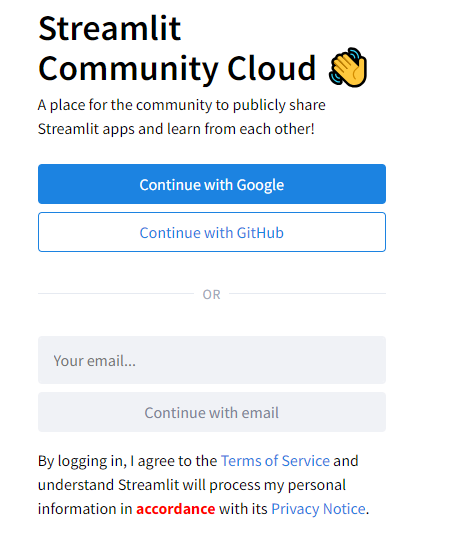 Streamlit
Community Cloud 👋
A place for the community to publicly share
Streamlit apps and learn from each other!
Continue with Google
Continue with GitHub
OR
Your email...
Continue with email
By logging in, I agree to the Terms of Service and
understand Streamlit will process my personal
information in accordance with its Privacy Notice.